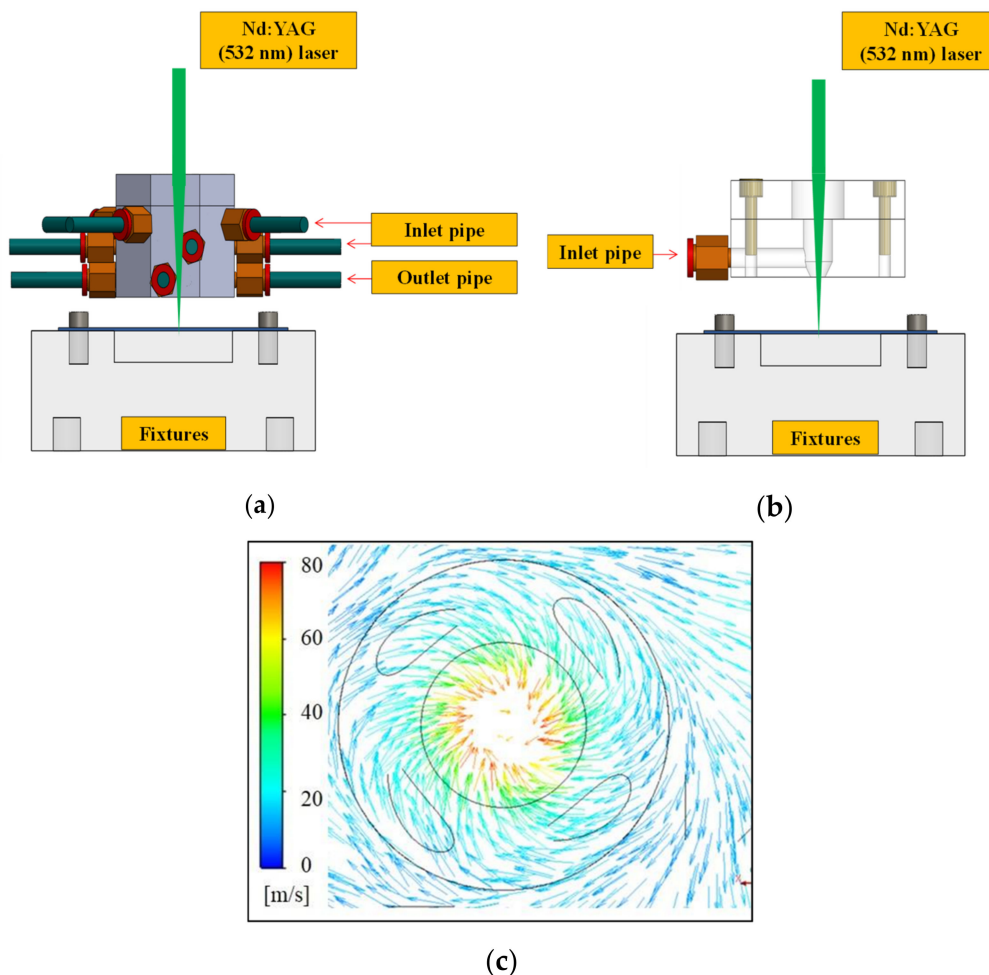 Nd:YAG
(532 nm) laser
Inlet pipe
Outlet pipe
Fixtures
(a)
Nd:YAG
(532 nm) laser
Inlet pipe
Fixtures
(b)
80
60
40
20
0
[m/s]
X
(c)